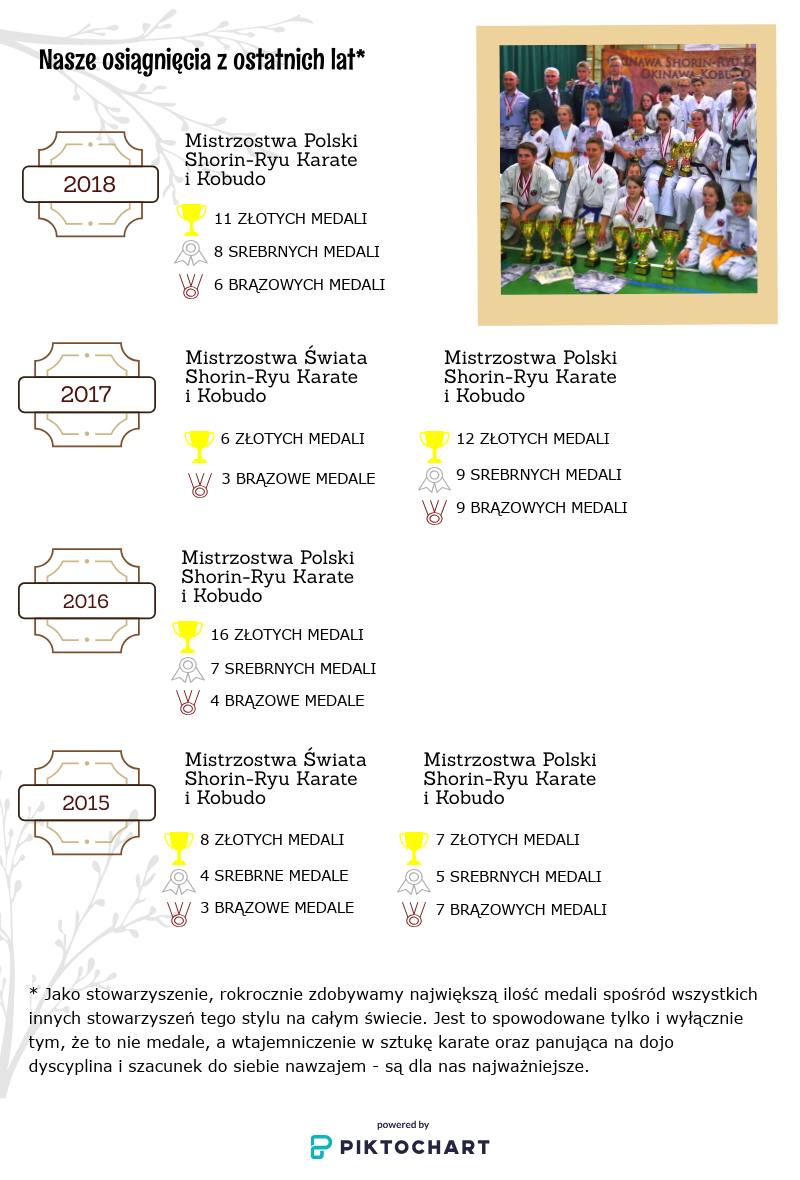 Nasze osiągnięcia z ostatnich lat*
OKINAWA SHORIN-RYU KA
OKINAWA KOBUDO
2018
Mistrzostwa Polski
Shorin-Ryu Karate
i Kobudo
11 ZŁOTYCH MEDALI
8 SREBRNYCH MEDALI
6 BRĄZOWYCH MEDALI
2017
Mistrzostwa Świata
Shorin-Ryu Karate
i Kobudo
6 ZŁOTYCH MEDALI
3 BRĄZOWE MEDALE
Mistrzostwa Polski
Shorin-Ryu Karate
i Kobudo
12 ZŁOTYCH MEDALI
9 SREBRNYCH MEDALI
9 BRĄZOWYCH MEDALI
2016
Mistrzostwa Polski
Shorin-Ryu Karate
i Kobudo
16 ZŁOTYCH MEDALI
7 SREBRNYCH MEDALI
4 BRĄZOWE MEDALE
2015
Mistrzostwa Świata
Shorin-Ryu Karate
i Kobudo
8 ZŁOTYCH MEDALI
4 SREBRNE MEDALE
3 BRĄZOWE MEDALE
Mistrzostwa Polski
Shorin-Ryu Karate
i Kobudo
7 ZŁOTYCH MEDALI
5 SREBRNYCH MEDALI
7 BRĄZOWYCH MEDALI
* Jako stowarzyszenie, rokrocznie zdobywamy największą ilość medali spośród wszystkich
innych stowarzyszeń tego stylu na całym świecie. Jest to spowodowane tylko i wyłącznie
tym, że to nie medale, a wtajemniczenie w sztukę karate oraz panująca na dojo
dyscyplina i szacunek do siebie nawzajem - są dla nas najważniejsze.
powered by
PIKTOCHART